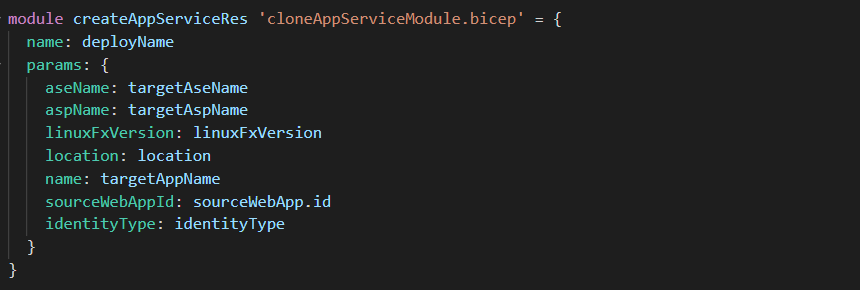 module createAppServiceRes 'cloneAppServiceModule.bicep' = {
  name: deployName
  params: {
    aseName: targetAseName
    aspName: targetAspName
    linuxFxVersion: linuxFxVersion
    location: location
    name: targetAppName
    sourceWebAppId: sourceWebApp.id
    identityType: identityType
  }
}